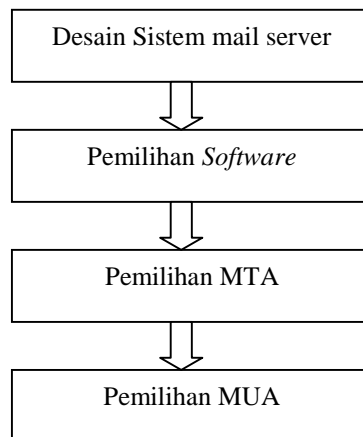 Desain Sistem mail server
Pemilihan Software
Pemilihan MTA
Pemilihan MUA